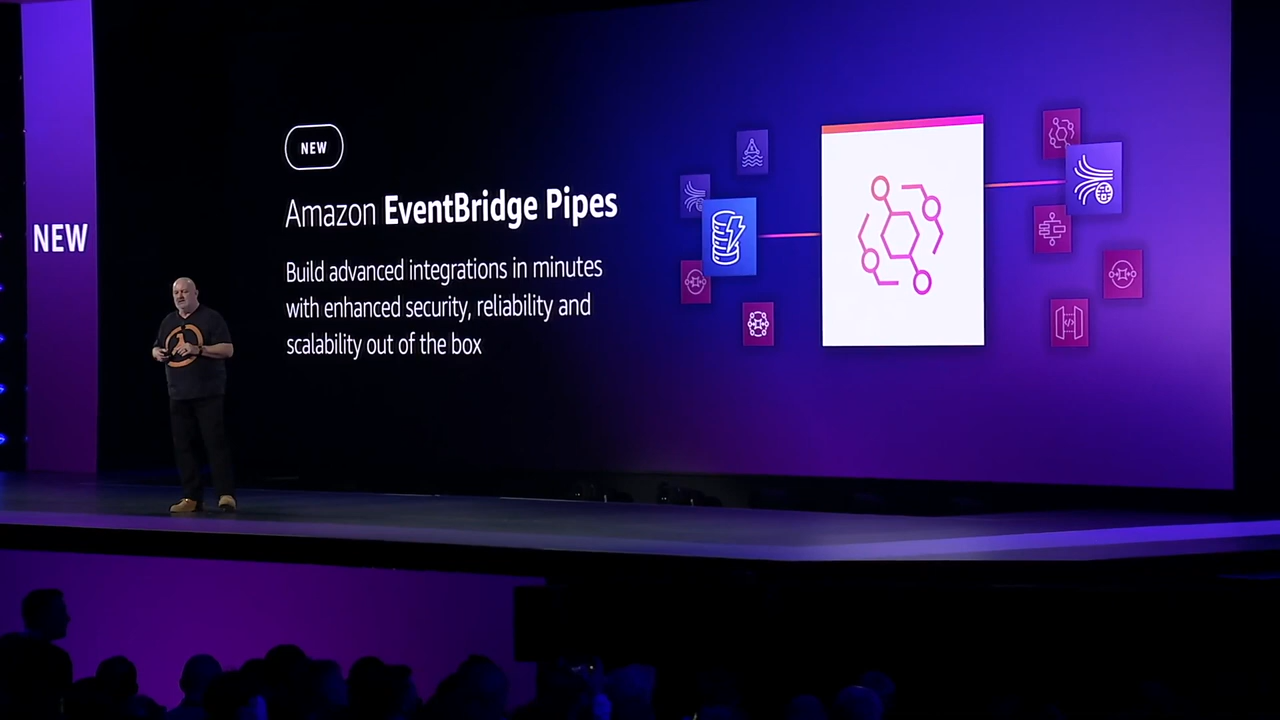 NEW
NEW
Amazon EventBridge Pipes
Build advanced integrations in minutes
with enhanced security, reliability and
scalability out of the box